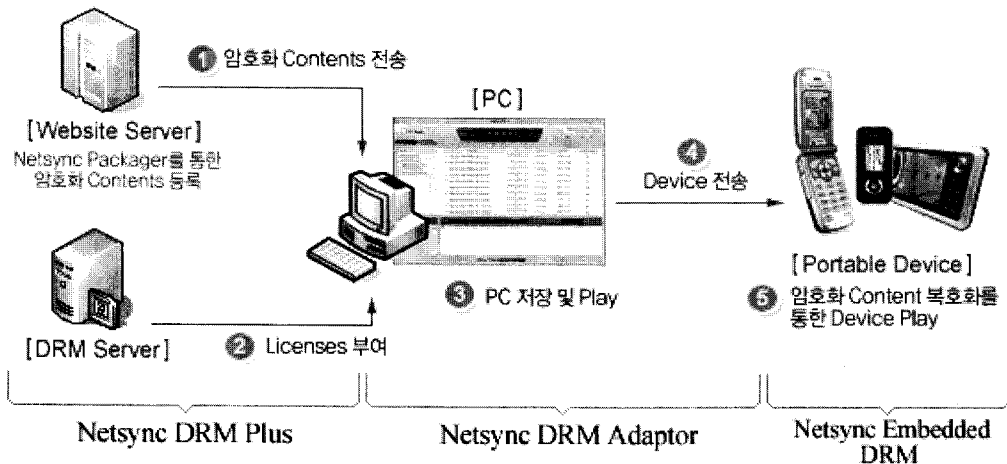 ① 암호화 Contents 전송
[Website Server]
Netsync Packager를 통한
암호화 Contents 등록
[PC]
④
Device 전송
③ PC 저장 및 Play
[Portable Device]
⑤ 암호화 Content 복호화를
통한 Device Play
[DRM Server]
② Licenses 부여
Netsync DRM Plus
Netsync DRM Adaptor
Netsync Embedded
DRM